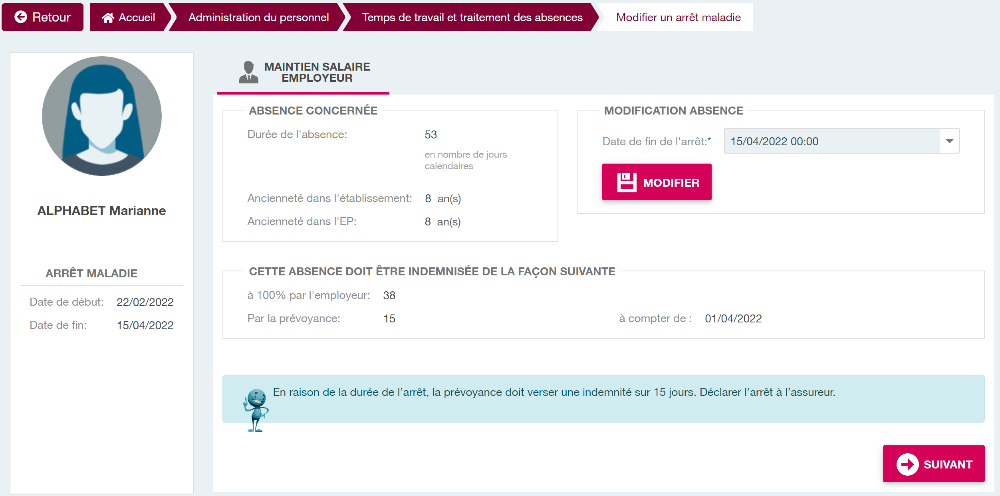 Retour
Accueil
Administration du personnel
Temps de travail et traitement des absences
Modifier un arrêt maladie
ALPHABET Marianne
ARRÊT MALADIE
Date de début: 22/02/2022
Date de fin: 15/04/2022
MAINTIEN SALAIRE
EMPLOYEUR
ABSENCE CONCERNÉE
Durée de l'absence: 53
en nombre de jours
calendaires
Ancienneté dans l'établissement: 8 an(s)
Ancienneté dans l'EP: 8 an(s)
MODIFICATION ABSENCE
Date de fin de l'arrêt:* 15/04/2022 00:00
MODIFIER
CETTE ABSENCE DOIT ÊTRE INDEMNISÉE DE LA FAÇON SUIVANTE
à 100% par l'employeur: 38
Par la prévoyance: 15 à compter de : 01/04/2022
En raison de la durée de l’arrêt, la prévoyance doit verser une indemnité sur 15 jours. Déclarer l’arrêt à l’assureur.
SUIVANT